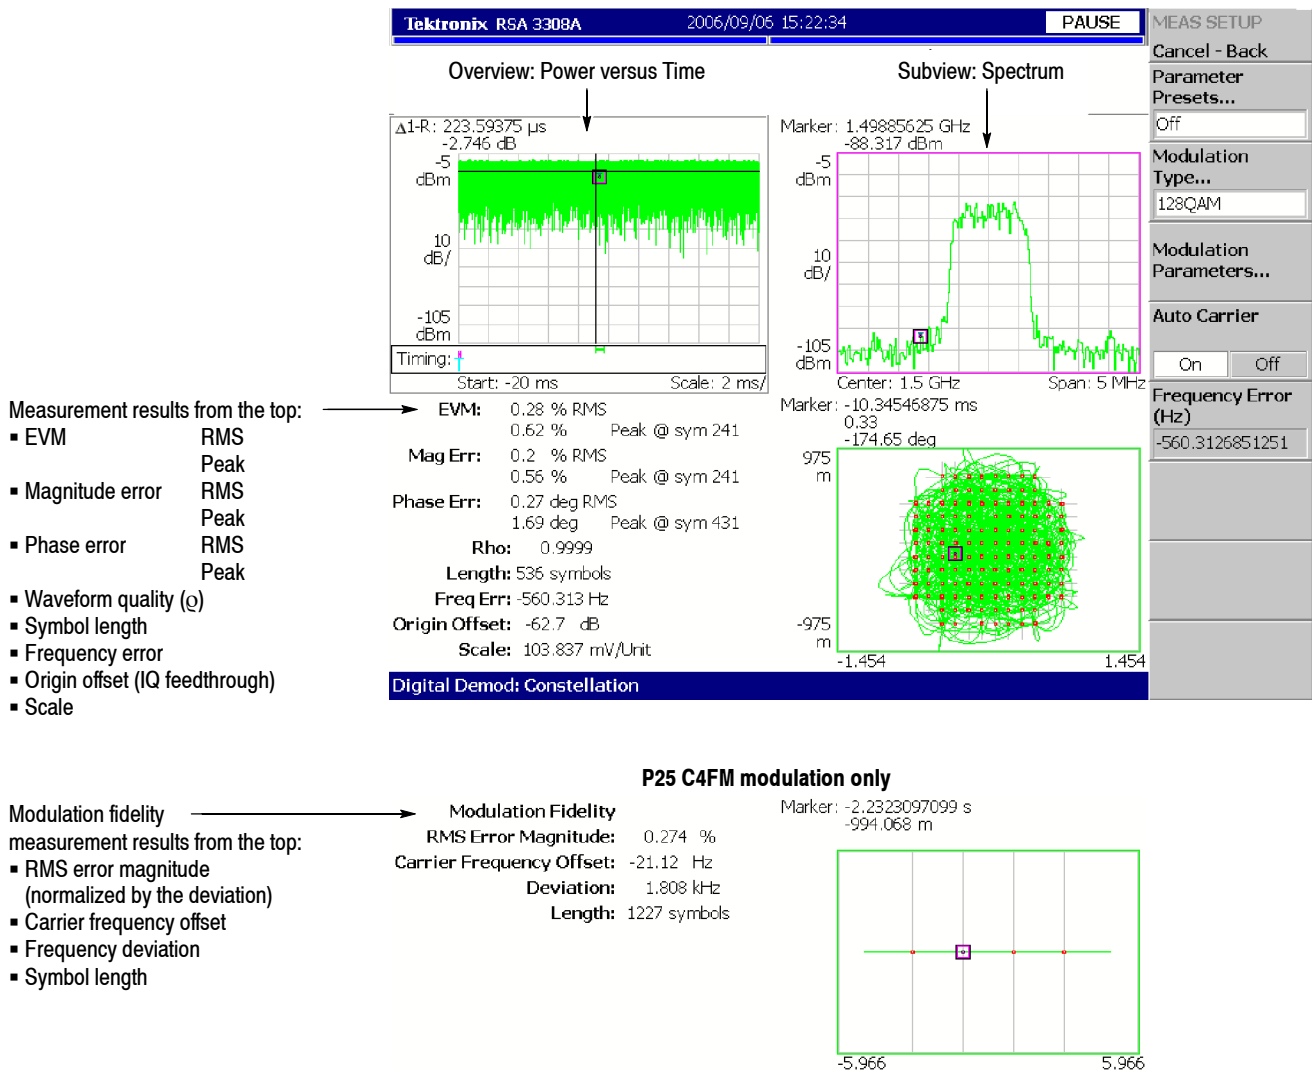 Tektronix RSA 3308A
2006/09/06 15:22:34
PAUSE
MEAS SETUP
Cancel - Back
Parameter
Presets...
Off
Modulation
Type...
128QAM
Modulation
Parameters...
Auto Carrier
On
Off
Frequency Error
(Hz)
-560.3126851251
Overview: Power versus Time
Subview: Spectrum
Δ1-R: 223.59375 µs
-2.746 dB
-5
dBm
10
dB/
-105
dBm
Timing:
Start: -20 ms
Scale: 2 ms/
Marker: 1.49885625 GHz
-88.317 dBm
-5
dBm
10
dB/
-105
dBm
Center: 1.5 GHz
Span: 5 MHz
Measurement results from the top:
▪ EVM RMS
Peak
▪ Magnitude error RMS
Peak
▪ Phase error RMS
Peak
▪ Waveform quality (ρ)
▪ Symbol length
▪ Frequency error
▪ Origin offset (IQ feedthrough)
▪ Scale
EVM: 0.28 % RMS
0.62 % Peak @ sym 241
Mag Err: 0.2 % RMS
0.56 % Peak @ sym 241
Phase Err: 0.27 deg RMS
1.69 deg Peak @ sym 431
Rho: 0.9999
Length: 536 symbols
Freq Err: -560.313 Hz
Origin Offset: -62.7 dB
Scale: 103.837 mV/Unit
Marker: -10.34546875 ms
0.33
-174.65 deg
975
m
-975
m
-1.454
1.454
Digital Demod: Constellation
P25 C4FM modulation only
Modulation fidelity
measurement results from the top:
▪ RMS error magnitude
(normalized by the deviation)
▪ Carrier frequency offset
▪ Frequency deviation
▪ Symbol length
Modulation Fidelity
RMS Error Magnitude: 0.274 %
Carrier Frequency Offset: -21.12 Hz
Deviation: 1.808 kHz
Length: 1227 symbols
Marker: -2.2323097099 s
-994.068 m
-5.966
5.966